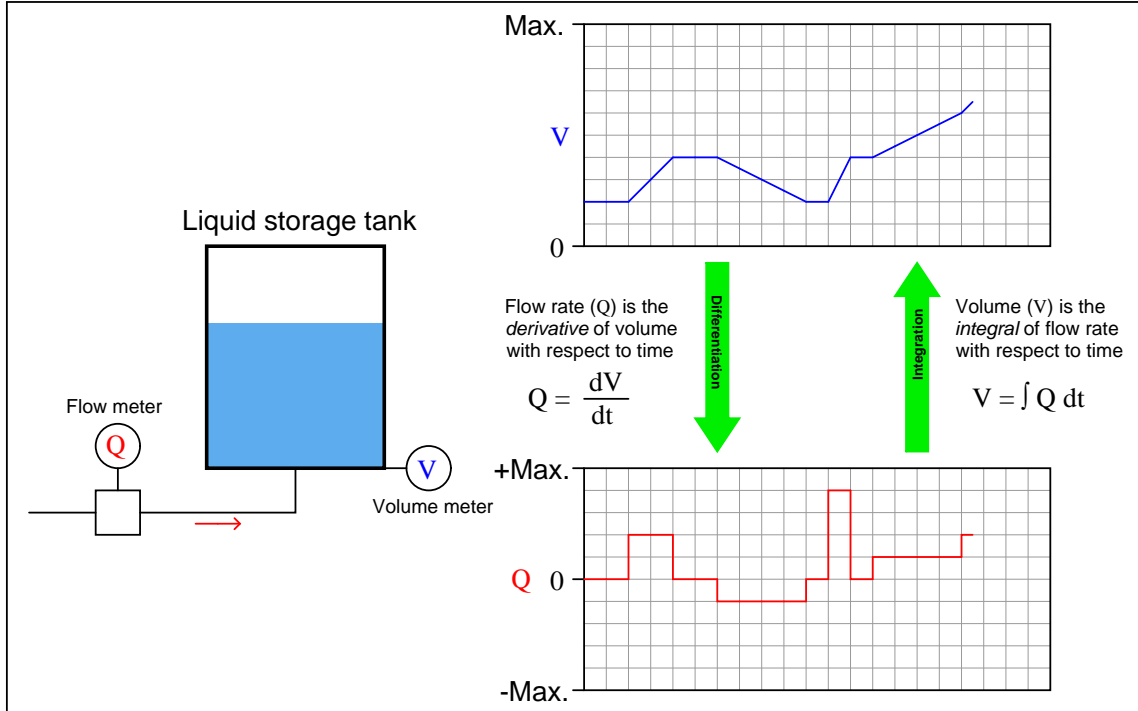 Max.
V
0
Liquid storage tank
Flow meter
Q
V
Volume meter
Flow rate (Q) is the
derivative of volume
with respect to time
Q = dV
dt
Differentiation
Integration
Volume (V) is the
integral of flow rate
with respect to time
V = ∫ Q dt
+Max.
Q 0
-Max.